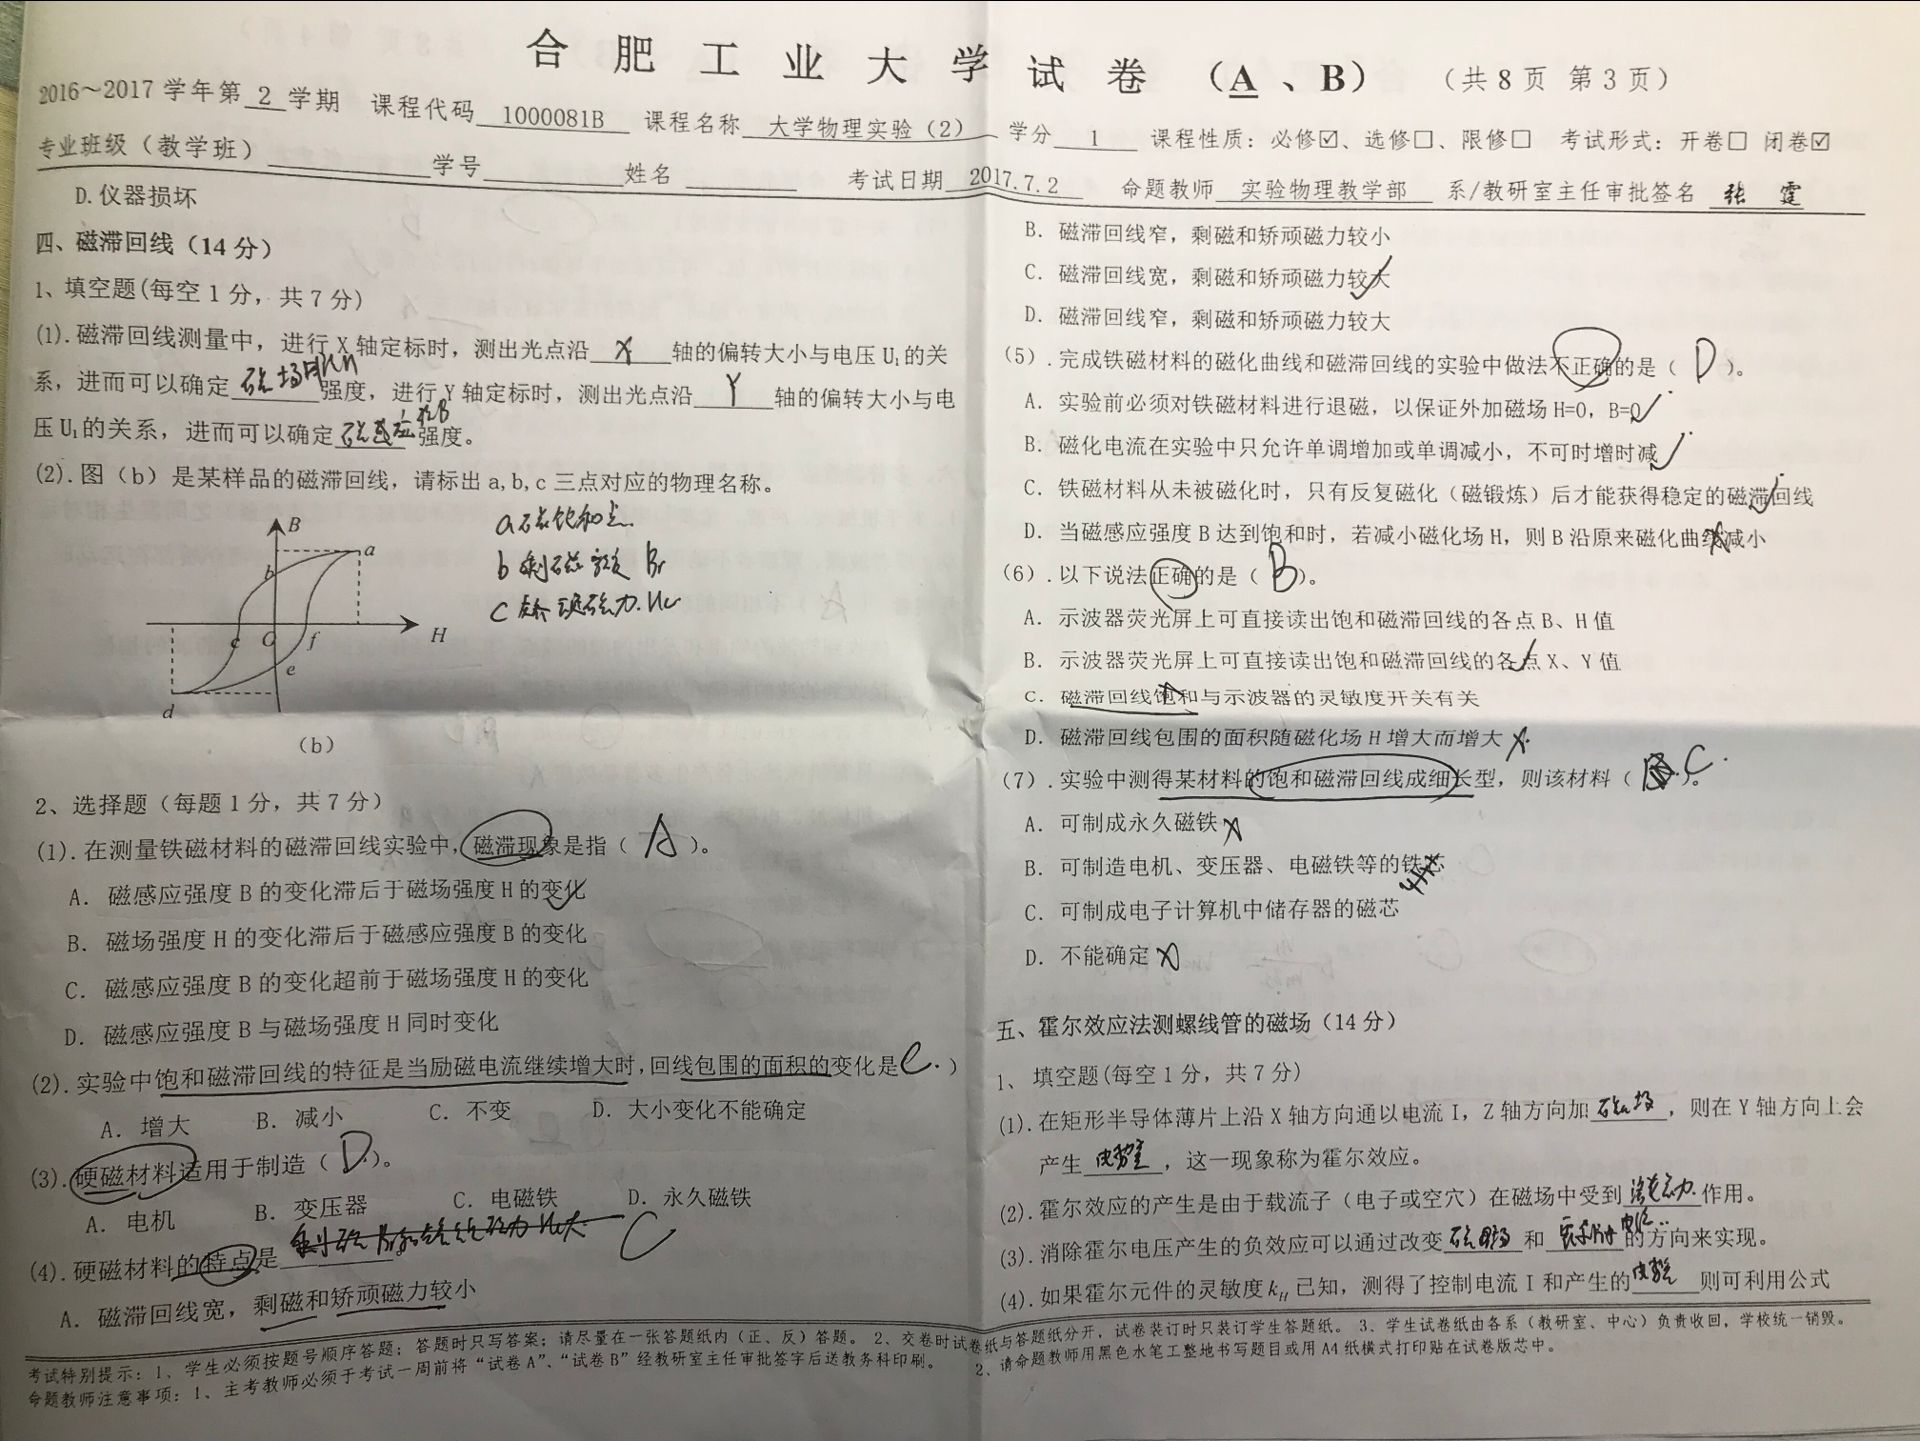 合肥工业大学试卷（A、B） （共8页 第3页）
2016～2017学年第 2 学期 课程代码 1000081B 课程名称 大学物理实验（2） 学分 1 课程性质：必修☑、选修□、限修□ 考试形式：开卷□ 闭卷☑
专业班级（教学班） 学号 姓名 考试日期 2017.7.2 命题教师 实验物理教学部 系/教研室主任审批签名 张霆
D.仪器损坏
四、磁滞回线（14分）
1、填空题(每空1分，共7分)
(1).磁滞回线测量中，进行X轴定标时，测出光点沿 X 轴的偏转大小与电压U₁的关
系，进而可以确定 磁场H 强度，进行Y轴定标时，测出光点沿 Y 轴的偏转大小与电
压U₁的关系，进而可以确定 磁感应 B 强度。
(2).图（b）是某样品的磁滞回线，请标出a,b,c三点对应的物理名称。
a磁饱和点.
b 剩磁 Br
c 矫顽磁力.Hc
B
a
b
H
c
O
f
e
d
（b）
2、选择题（每题1分，共7分）
(1).在测量铁磁材料的磁滞回线实验中,磁滞现象是指（ A ）。
A. 磁感应强度B的变化滞后于磁场强度H的变化
B. 磁场强度H的变化滞后于磁感应强度B的变化
C. 磁感应强度B的变化超前于磁场强度H的变化
D. 磁感应强度B与磁场强度H同时变化
(2).实验中饱和磁滞回线的特征是当励磁电流继续增大时,回线包围的面积的变化是 C. ）
A. 增大 B. 减小 C. 不变 D. 大小变化不能确定
(3).硬磁材料适用于制造（ D ）。
A. 电机 B. 变压器 C. 电磁铁 D. 永久磁铁
(4).硬磁材料的特点是 C
A. 磁滞回线宽，剩磁和矫顽磁力较小
B. 磁滞回线窄，剩磁和矫顽磁力较小
C. 磁滞回线宽，剩磁和矫顽磁力较大
D. 磁滞回线窄，剩磁和矫顽磁力较大
(5).完成铁磁材料的磁化曲线和磁滞回线的实验中做法不正确的是（ D ）。
A. 实验前必须对铁磁材料进行退磁，以保证外加磁场H=0，B=0
B. 磁化电流在实验中只允许单调增加或单调减小，不可时增时减
C. 铁磁材料从未被磁化时，只有反复磁化（磁锻炼）后才能获得稳定的磁滞回线
D. 当磁感应强度B达到饱和时，若减小磁化场H，则B沿原来磁化曲线减小
(6).以下说法正确的是（ B ）。
A. 示波器荧光屏上可直接读出饱和磁滞回线的各点B、H值
B. 示波器荧光屏上可直接读出饱和磁滞回线的各点X、Y值
C. 磁滞回线饱和与示波器的灵敏度开关有关
D. 磁滞回线包围的面积随磁化场H增大而增大
(7).实验中测得某材料的饱和磁滞回线成细长型，则该材料（ C ）。
A. 可制成永久磁铁
B. 可制造电机、变压器、电磁铁等的铁芯
C. 可制成电子计算机中储存器的磁芯
D. 不能确定
五、霍尔效应法测螺线管的磁场（14分）
1、填空题(每空1分，共7分)
(1).在矩形半导体薄片上沿X轴方向通以电流I，Z轴方向加 磁场 ，则在Y轴方向上会
产生 ，这一现象称为霍尔效应。
(2).霍尔效应的产生是由于载流子（电子或空穴）在磁场中受到 作用。
(3).消除霍尔电压产生的负效应可以通过改变 磁场 和 的方向来实现。
(4).如果霍尔元件的灵敏度kH已知，测得了控制电流I和产生的 则可利用公式
考试特别提示：1、学生必须按题号顺序答题；答题时只写答案；请尽量在一张答题纸内（正、反）答题。 2、交卷时试卷纸与答题纸分开，试卷装订时只装订学生答题纸。 3、学生试卷纸由各系（教研室、中心）负责收回，学校统一销毁。
命题教师注意事项：1、主考教师必须于考试一周前将“试卷A”、“试卷B”经教研室主任审批签字后送教务科印刷。 2、请命题教师用黑色水笔工整地书写题目或用A4纸横式打印贴在试卷版芯中。